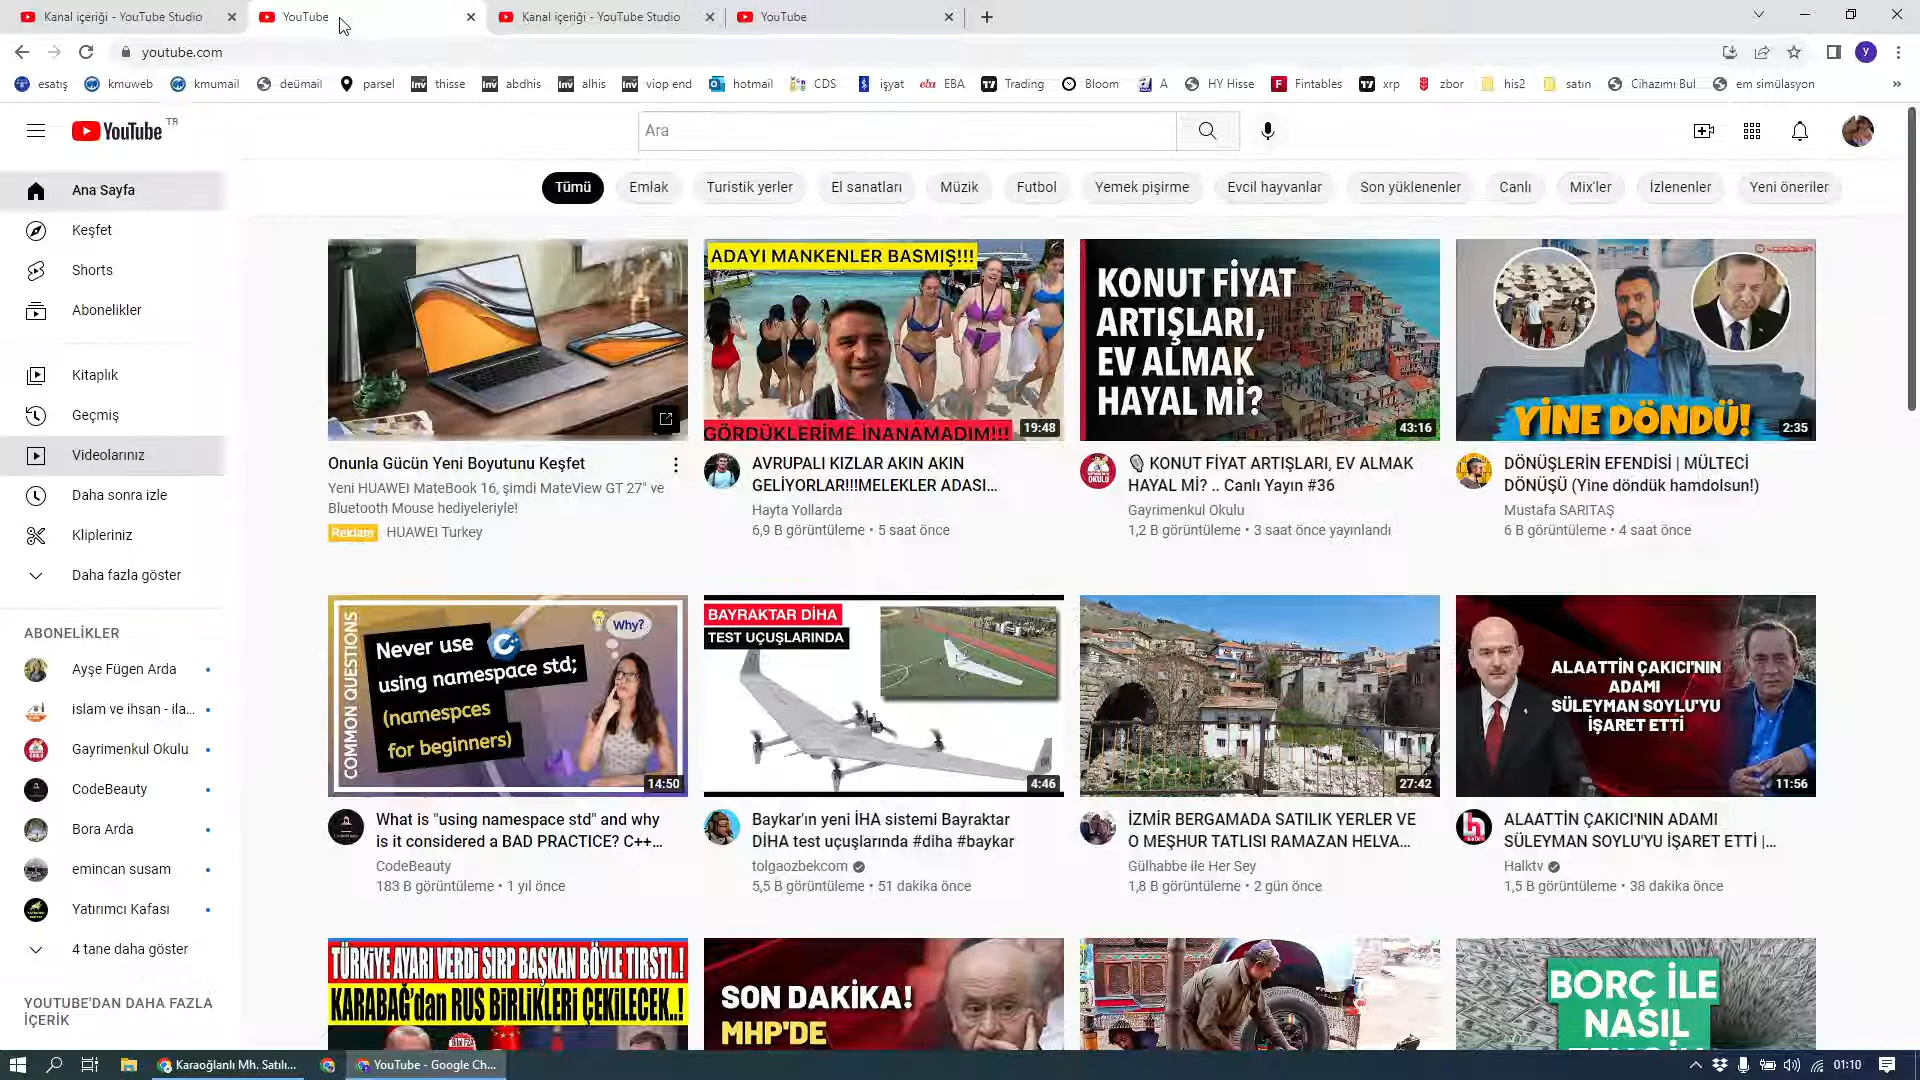 Kanal içeriği - YouTube Studio
YouTube
Kanal içeriği - YouTube Studio
YouTube
youtube.com
y
esatış
kmuweb
kmumail
deümail
parsel
thisse
abdhis
alhis
viop end
hotmail
CDS
işyat
eba EBA
Trading
Bloom
A
HY Hisse
Fintables
xrp
zbor
his2
satın
Cihazımı Bul
em simülasyon
YouTube TR
Ara
Ana Sayfa
Keşfet
Shorts
Abonelikler
Kitaplık
Geçmiş
Videolarınız
Daha sonra izle
Klipleriniz
Daha fazla göster
ABONELİKLER
Ayşe Fügen Arda
islam ve ihsan - ila...
Gayrimenkul Okulu
CodeBeauty
Bora Arda
emincan susam
Yatırımcı Kafası
4 tane daha göster
YOUTUBE'DAN DAHA FAZLA
İÇERİK
Tümü
Emlak
Turistik yerler
El sanatları
Müzik
Futbol
Yemek pişirme
Evcil hayvanlar
Son yüklenenler
Canlı
Mix'ler
İzlenenler
Yeni öneriler
Onunla Gücün Yeni Boyutunu Keşfet
Yeni HUAWEI MateBook 16, şimdi MateView GT 27" ve
Bluetooth Mouse hediyeleriyle!
Reklam HUAWEI Turkey
ADAYI MANKENLER BASMIŞ!!!
GÖRDÜKLERİME İNANAMADIM!!!
19:48
AVRUPALI KIZLAR AKIN AKIN
GELİYORLAR!!!MELEKLER ADASI...
Hayta Yollarda
6,9 B görüntüleme • 5 saat önce
KONUT FİYAT
ARTIŞLARI,
EV ALMAK
HAYAL Mİ?
43:16
KONUT FİYAT ARTIŞLARI, EV ALMAK
HAYAL Mİ? .. Canlı Yayın #36
Gayrimenkul Okulu
1,2 B görüntüleme • 3 saat önce yayınlandı
YİNE DÖNDÜ!
2:35
DÖNÜŞLERİN EFENDİSİ | MÜLTECİ
DÖNÜŞÜ (Yine döndük hamdolsun!)
Mustafa SARITAŞ
6 B görüntüleme • 4 saat önce
COMMON QUESTIONS
Never use
using namespace std;
(namespces
for beginners)
Why?
14:50
What is "using namespace std" and why
is it considered a BAD PRACTICE? C++...
CodeBeauty
183 B görüntüleme • 1 yıl önce
BAYRAKTAR DİHA
TEST UÇUŞLARINDA
4:46
Baykar'ın yeni İHA sistemi Bayraktar
DİHA test uçuşlarında #diha #baykar
tolgaozbekcom
5,5 B görüntüleme • 51 dakika önce
27:42
İZMİR BERGAMADA SATILIK YERLER VE
O MEŞHUR TATLISI RAMAZAN HELVA...
Gülhabbe ile Her Sey
1,8 B görüntüleme • 2 gün önce
ALAATTİN ÇAKICI'NIN
ADAMI
SÜLEYMAN SOYLU'YU
İŞARET ETTİ
11:56
ALAATTİN ÇAKICI'NIN ADAMI
SÜLEYMAN SOYLU'YU İŞARET ETTİ |...
Halktv
1,5 B görüntüleme • 38 dakika önce
TÜRKİYE AYARI VERDİ SIRP BAŞKAN BÖYLE TIRSTI..!
KARABAĞ'dan RUS BİRLİKLERİ ÇEKİLECEK..!
SON DAKİKA!
MHP'DE
BORÇ İLE
NASIL
Karaoğlanlı Mh. Satılı...
YouTube - Google Ch...
01:10